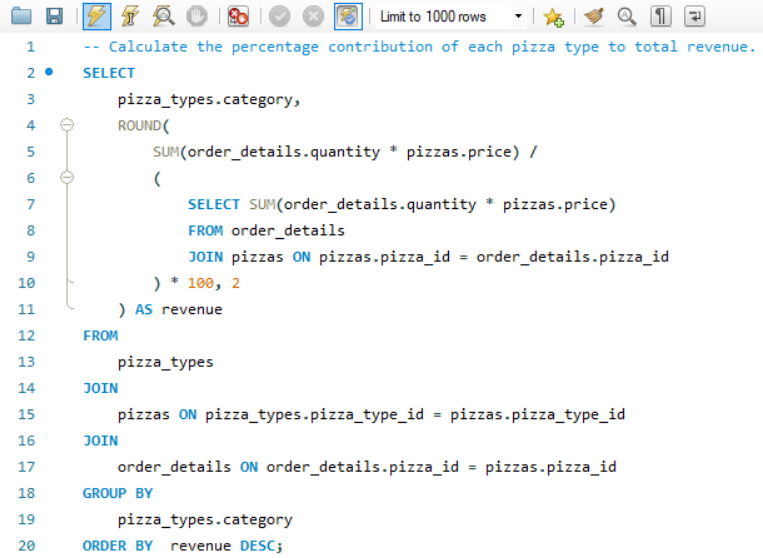 Limit to 1000 rows
1 -- Calculate the percentage contribution of each pizza type to total revenue.
2 SELECT
3 pizza_types.category,
4 ROUND(
5 SUM(order_details.quantity * pizzas.price) /
6 (
7 SELECT SUM(order_details.quantity * pizzas.price)
8 FROM order_details
9 JOIN pizzas ON pizzas.pizza_id = order_details.pizza_id
10 ) * 100, 2
11 ) AS revenue
12 FROM
13 pizza_types
14 JOIN
15 pizzas ON pizza_types.pizza_type_id = pizzas.pizza_type_id
16 JOIN
17 order_details ON order_details.pizza_id = pizzas.pizza_id
18 GROUP BY
19 pizza_types.category
20 ORDER BY  revenue DESC;